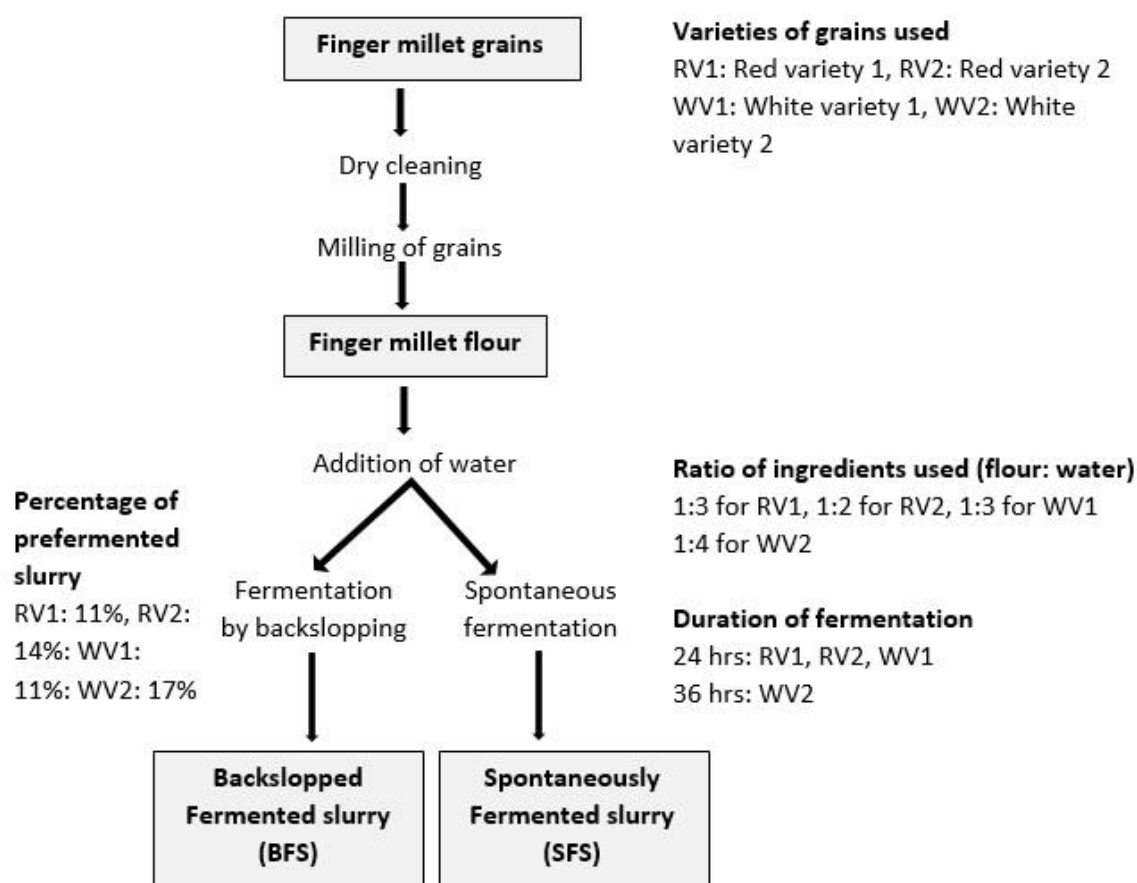 Finger millet grains
Varieties of grains used
RV1: Red variety 1, RV2: Red variety 2
WV1: White variety 1, WV2: White
variety 2
Dry cleaning
Milling of grains
Finger millet flour
Addition of water
Ratio of ingredients used (flour: water)
1:3 for RV1, 1:2 for RV2, 1:3 for WV1
1:4 for WV2
Percentage of
prefermented
slurry
RV1: 11%, RV2:
14%: WV1:
11%: WV2: 17%
Fermentation
by backslopping
Spontaneous
fermentation
Duration of fermentation
24 hrs: RV1, RV2, WV1
36 hrs: WV2
Backslopped
Fermented slurry
(BFS)
Spontaneously
Fermented slurry
(SFS)